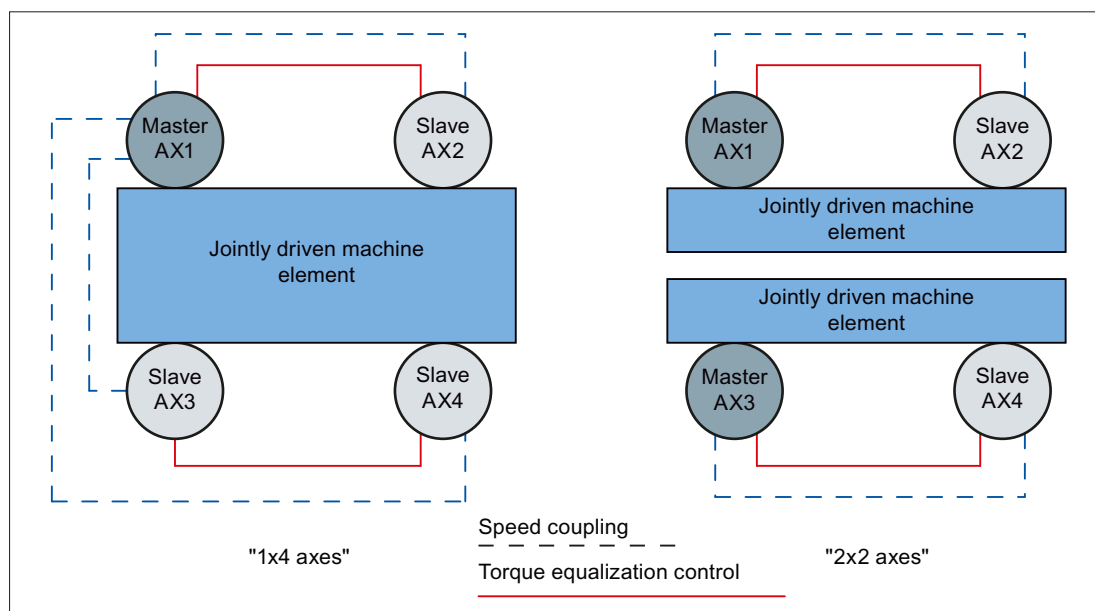 Master
AX1
Slave
AX2
Jointly driven machine
element
Slave
AX3
Slave
AX4
"1x4 axes"
Master
AX1
Slave
AX2
Jointly driven machine
element
Jointly driven machine
element
Master
AX3
Slave
AX4
"2x2 axes"
Speed coupling
Torque equalization control